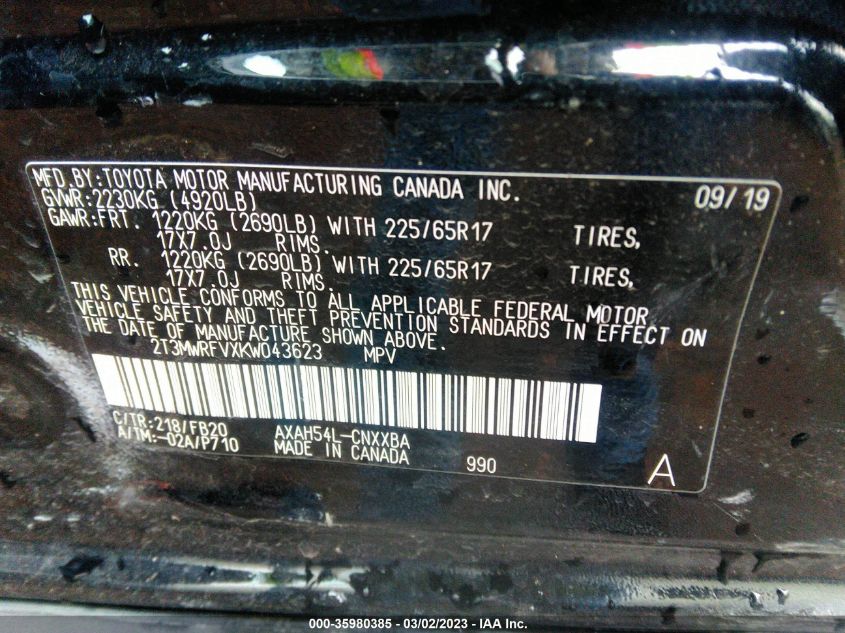 MFD.BY:TOYOTA MOTOR MANUFACTURING CANADA INC. 09/19
GVWR:2230KG (4920LB)
GAWR:FRT. 1220KG (2690LB) WITH 225/65R17 TIRES,
17X7.0J RIMS.
RR. 1220KG (2690LB) WITH 225/65R17 TIRES,
17X7.0J RIMS.
THIS VEHICLE CONFORMS TO ALL APPLICABLE FEDERAL MOTOR
VEHICLE SAFETY AND THEFT PREVENTION STANDARDS IN EFFECT ON
THE DATE OF MANUFACTURE SHOWN ABOVE.
2T3MWRFVXKW043623 MPV
C/TR:218/FB20 AXAH54L-CNXXBA
A/TM:-02A/P710 MADE IN CANADA
990 A
000-35980385 - 03/02/2023 - IAA Inc.